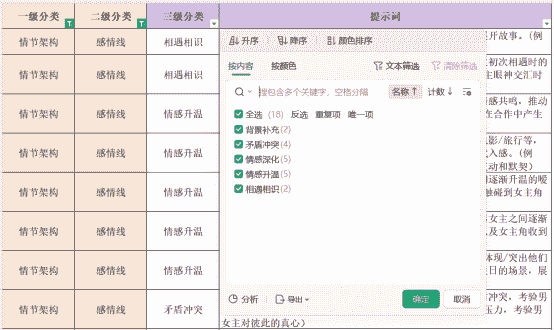 一级分类 二级分类 三级分类 提示词
情节架构 感情线 相遇相识
情节架构 感情线 相遇相识
情节架构 感情线 情感升温
情节架构 感情线 情感升温
情节架构 感情线 情感升温
情节架构 感情线 情感升温
情节架构 感情线 情感升温
情节架构 感情线 矛盾冲突
升序 降序 颜色排序
按内容 按颜色 文本筛选 清除筛选
搜包含多个关键字，空格分隔 名称 计数
全选 (18) 反选 重复项 唯一项
背景补充(2)
矛盾冲突(4)
情感深化(5)
情感升温(5)
相遇相识(2)
分析 导出 确定 取消
开故事。(例
初次相遇时的
眼神交汇时
感共鸣，推动
在合作中产生
影/旅行等，
入感。(例
动和默契）
逐渐升温的暧
触碰到女主角
女主之间逐渐
及女主角收到
体现/突出他们
日的场景，展
冲突，考验男
压力，考验男
女主对彼此的真心）